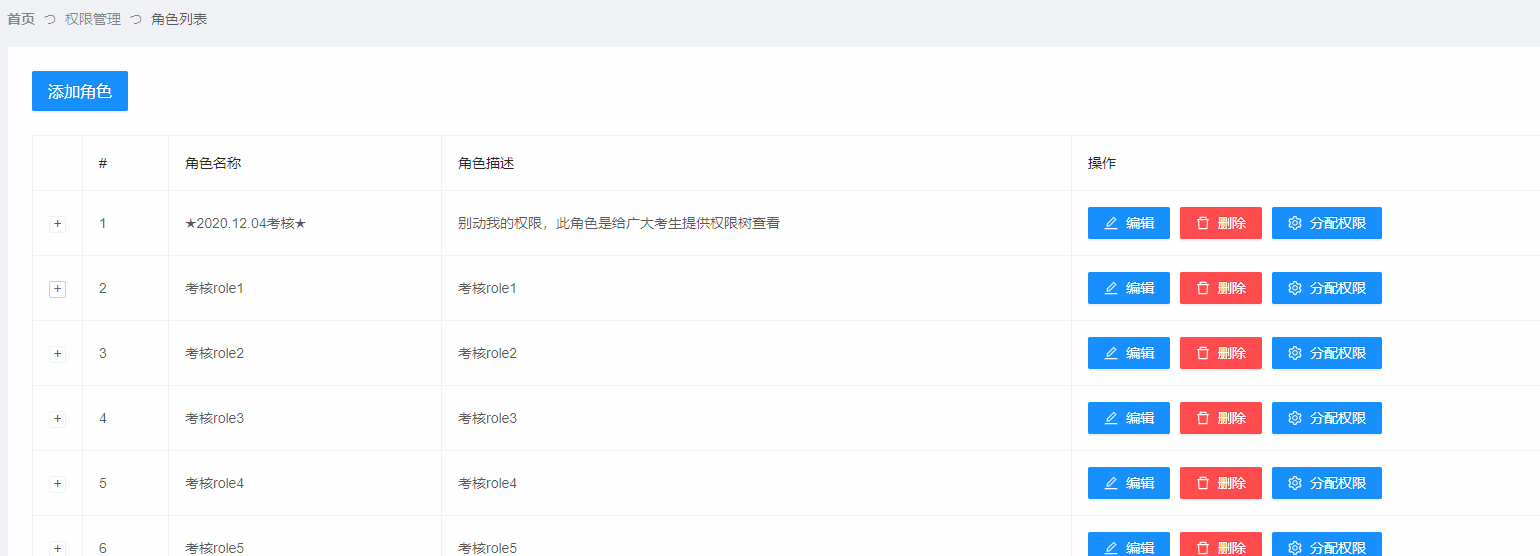 首页 ⊃ 权限管理 ⊃ 角色列表
添加角色
# 角色名称 角色描述 操作
+ 1 ★2020.12.04考核★ 别动我的权限，此角色是给广大考生提供权限树查看 编辑 删除 分配权限
+ 2 考核role1 考核role1 编辑 删除 分配权限
+ 3 考核role2 考核role2 编辑 删除 分配权限
+ 4 考核role3 考核role3 编辑 删除 分配权限
+ 5 考核role4 考核role4 编辑 删除 分配权限
+ 6 考核role5 考核role5 编辑 删除 分配权限